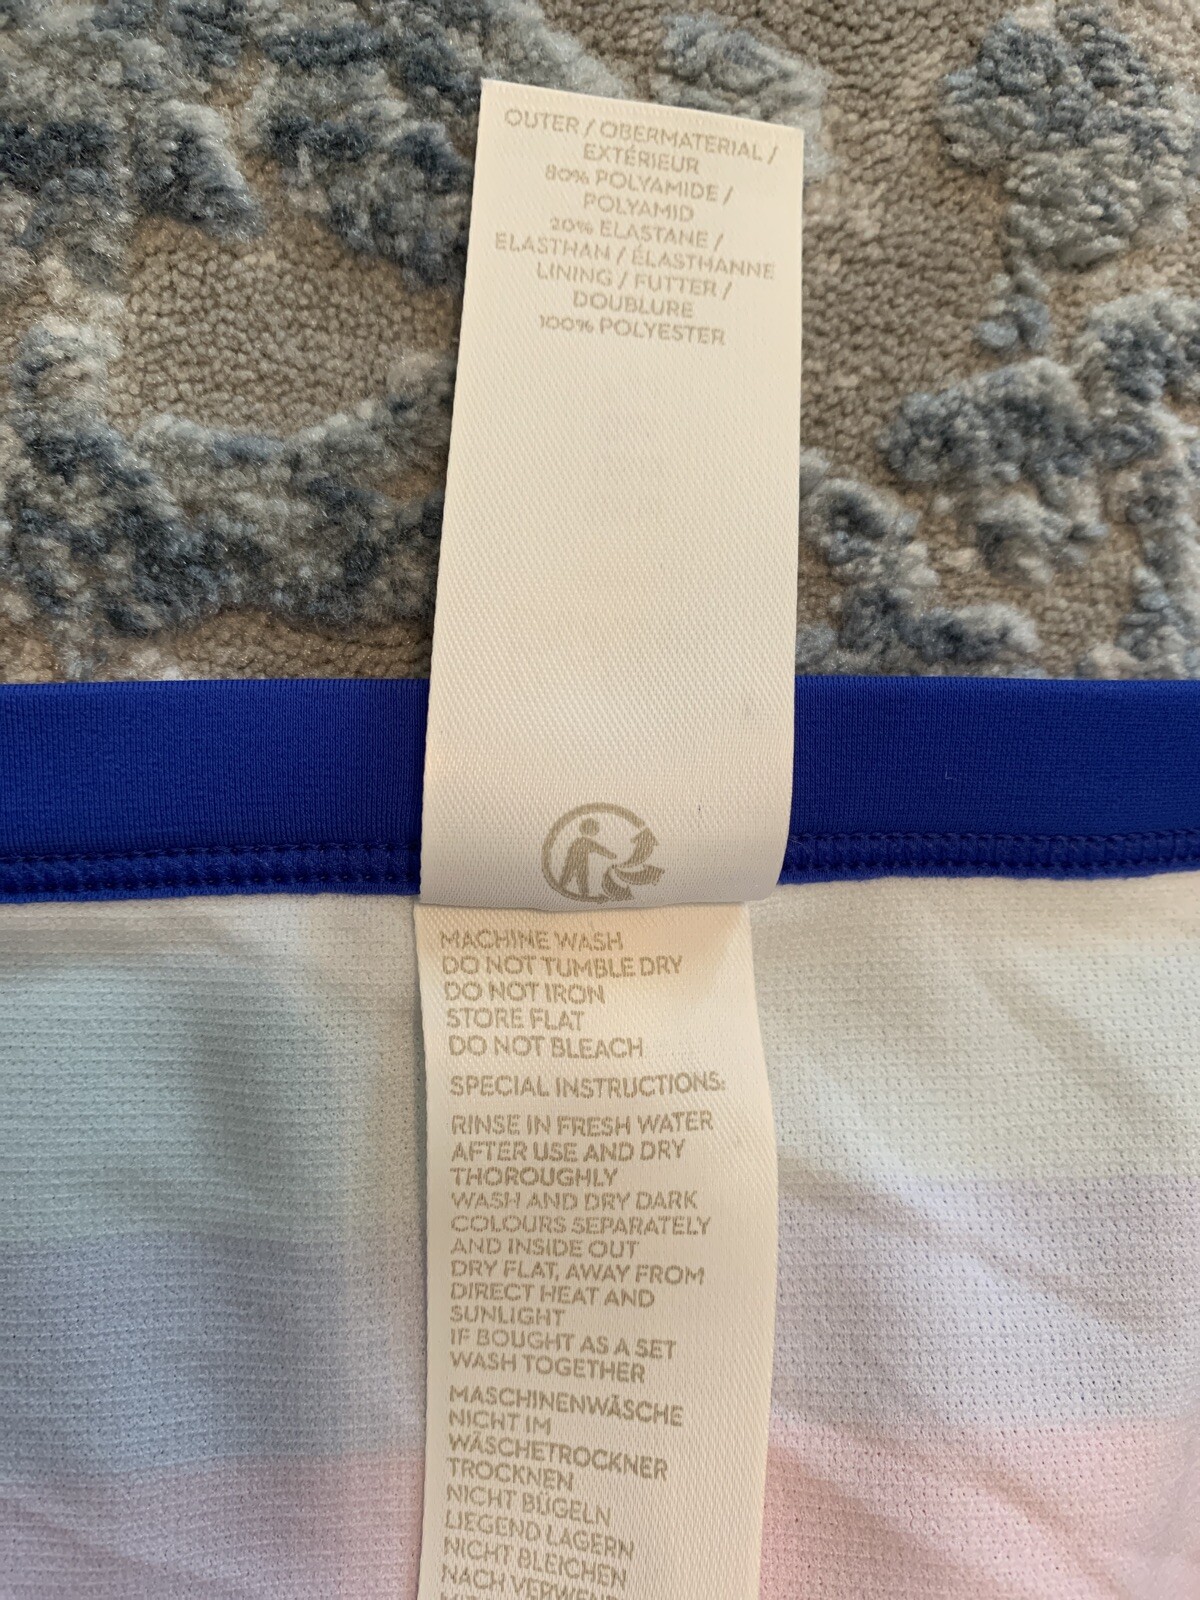 OUTER / OBERMATERIAL /
EXTÉRIEUR
80% POLYAMIDE /
POLYAMID
20% ELASTANE /
ELASTHAN / ÉLASTHANNE
LINING / FUTTER /
DOUBLURE
100% POLYESTER
MACHINE WASH
DO NOT TUMBLE DRY
DO NOT IRON
STORE FLAT
DO NOT BLEACH
SPECIAL INSTRUCTIONS:
RINSE IN FRESH WATER
AFTER USE AND DRY
THOROUGHLY
WASH AND DRY DARK
COLOURS SEPARATELY
AND INSIDE OUT
DRY FLAT, AWAY FROM
DIRECT HEAT AND
SUNLIGHT
IF BOUGHT AS A SET
WASH TOGETHER
MASCHINENWÄSCHE
NICHT IM
WÄSCHETROCKNER
TROCKNEN
NICHT BÜGELN
LIEGEND LAGERN
NICHT BLEICHEN
NACH